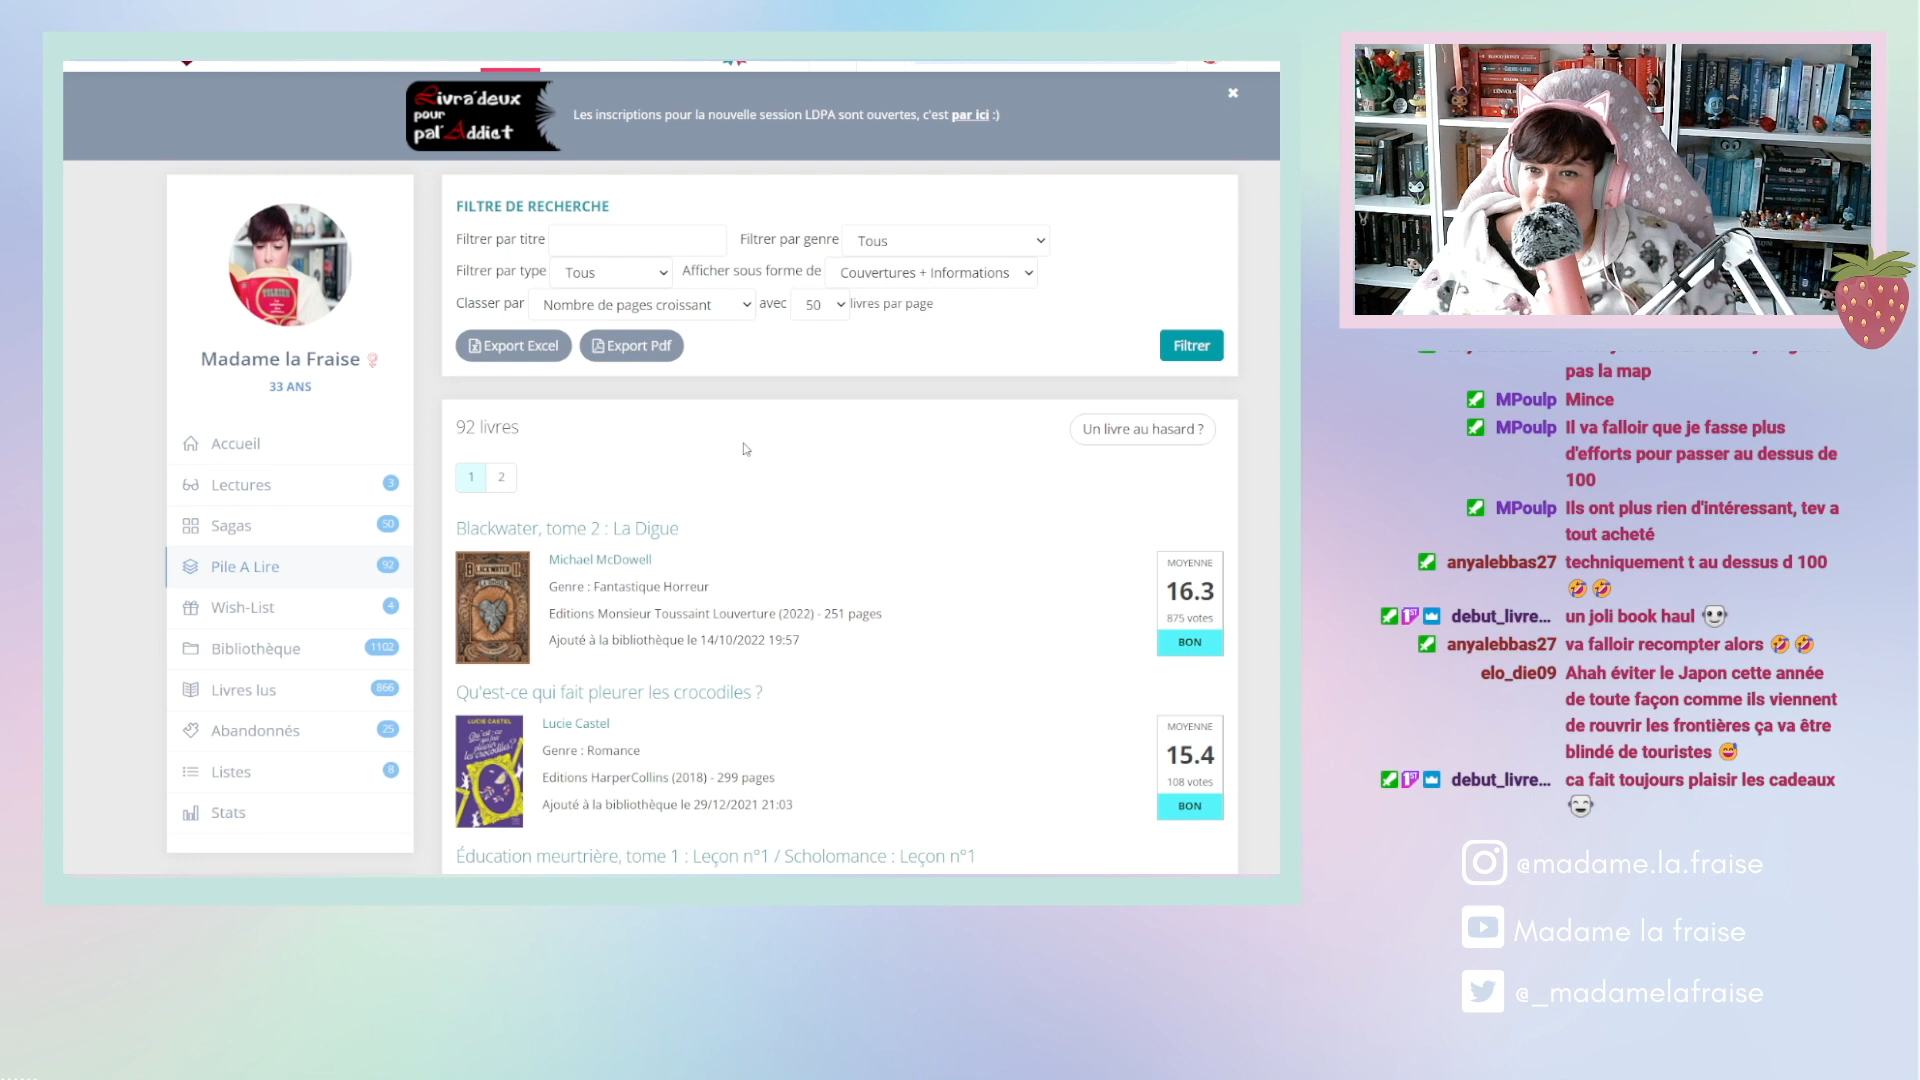 Livra'deux
pour
pal'Addict
Les inscriptions pour la nouvelle session LDPA sont ouvertes, c'est par ici :)
Madame la Fraise
33 ANS
Accueil
Lectures 3
Sagas 50
Pile A Lire 92
Wish-List 4
Bibliothèque 1102
Livres lus 866
Abandonnés 25
Listes 8
Stats
FILTRE DE RECHERCHE
Filtrer par titre Filtrer par genre Tous
Filtrer par type Tous Afficher sous forme de Couvertures + Informations
Classer par Nombre de pages croissant avec 50 livres par page
Export Excel Export Pdf Filtrer
92 livres Un livre au hasard ?
1 2
Blackwater, tome 2 : La Digue
Michael McDowell
Genre : Fantastique Horreur
Editions Monsieur Toussaint Louverture (2022) - 251 pages
Ajouté à la bibliothèque le 14/10/2022 19:57
MOYENNE
16.3
875 votes
BON
Qu'est-ce qui fait pleurer les crocodiles ?
LUCIE CASTEL
Lucie Castel
Genre : Romance
Editions HarperCollins (2018) - 299 pages
Ajouté à la bibliothèque le 29/12/2021 21:03
MOYENNE
15.4
108 votes
BON
Éducation meurtrière, tome 1 : Leçon n°1 / Scholomance : Leçon n°1
pas la map
MPoulp Mince
MPoulp Il va falloir que je fasse plus
d'efforts pour passer au dessus de
100
MPoulp Ils ont plus rien d'intéressant, tev a
tout acheté
anyalebbas27 techniquement t au dessus d 100
🤣 🤣
debut_livre... un joli book haul
anyalebbas27 va falloir recompter alors 🤣 🤣
elo_die09 Ahah éviter le Japon cette année
de toute façon comme ils viennent
de rouvrir les frontières ça va être
blindé de touristes 😅
debut_livre... ca fait toujours plaisir les cadeaux
@madame.la.fraise
Madame la fraise
@_madamelafraise